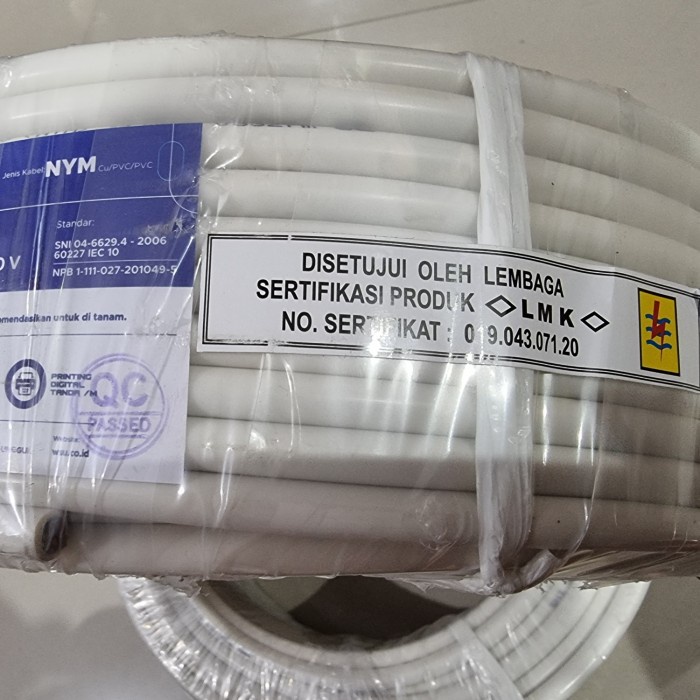 Jenis Kabel NYM Cu/PVC/PVC
Standar:
SNI 04-6629.4 - 2006
60227 IEC 10
0 V
NPB 1-111-027-201049-5
mendasikan untuk di tanam.
PRINTING
DIGITAL
TANDA /M
QC
PASSED
Website:
.co.id
DISETUJUI OLEH LEMBAGA
SERTIFIKASI PRODUK LMK
NO. SERTIFIKAT : 019.043.071.20